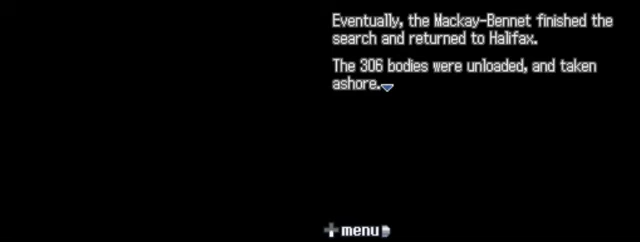 Eventually, the Mackay-Bennet finished the
search and returned to Halifax.
The 306 bodies were unloaded, and taken
ashore.
menu